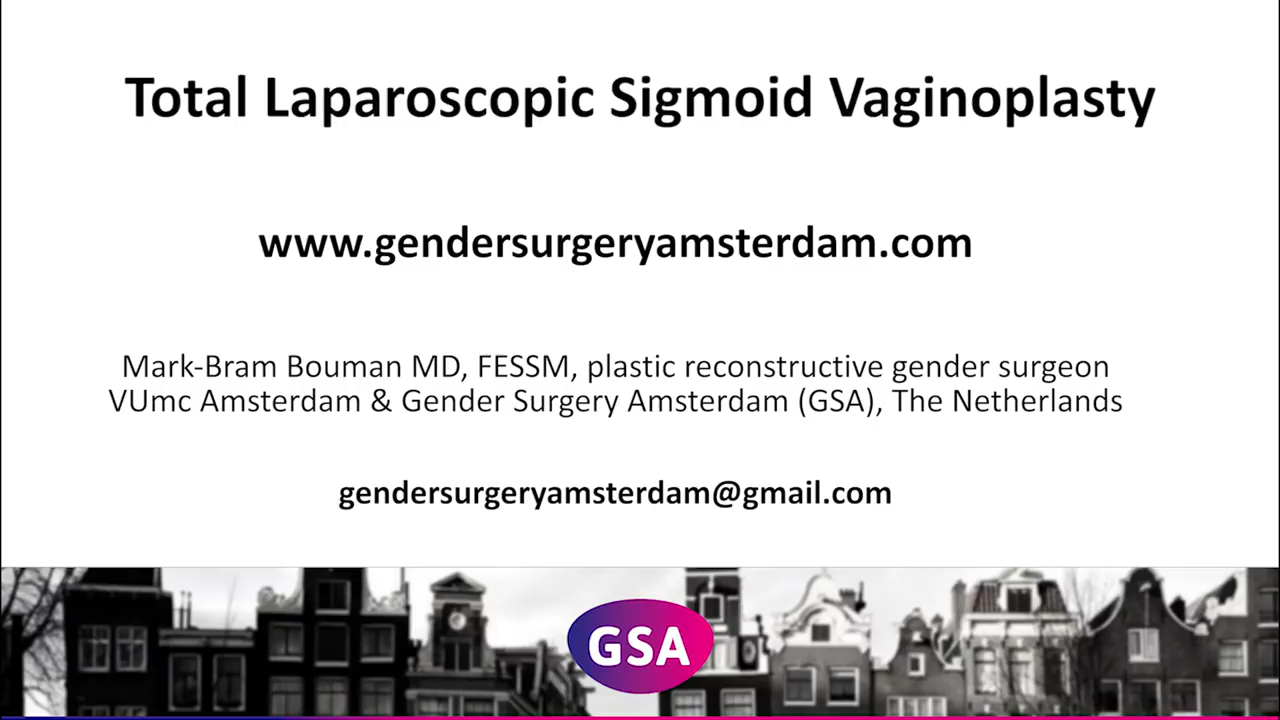 Total Laparoscopic Sigmoid Vaginoplasty
www.gendersurgeryamsterdam.com
Mark-Bram Bouman MD, FESSM, plastic reconstructive gender surgeon
VUmc Amsterdam & Gender Surgery Amsterdam (GSA), The Netherlands
gendersurgeryamsterdam@gmail.com
GSA